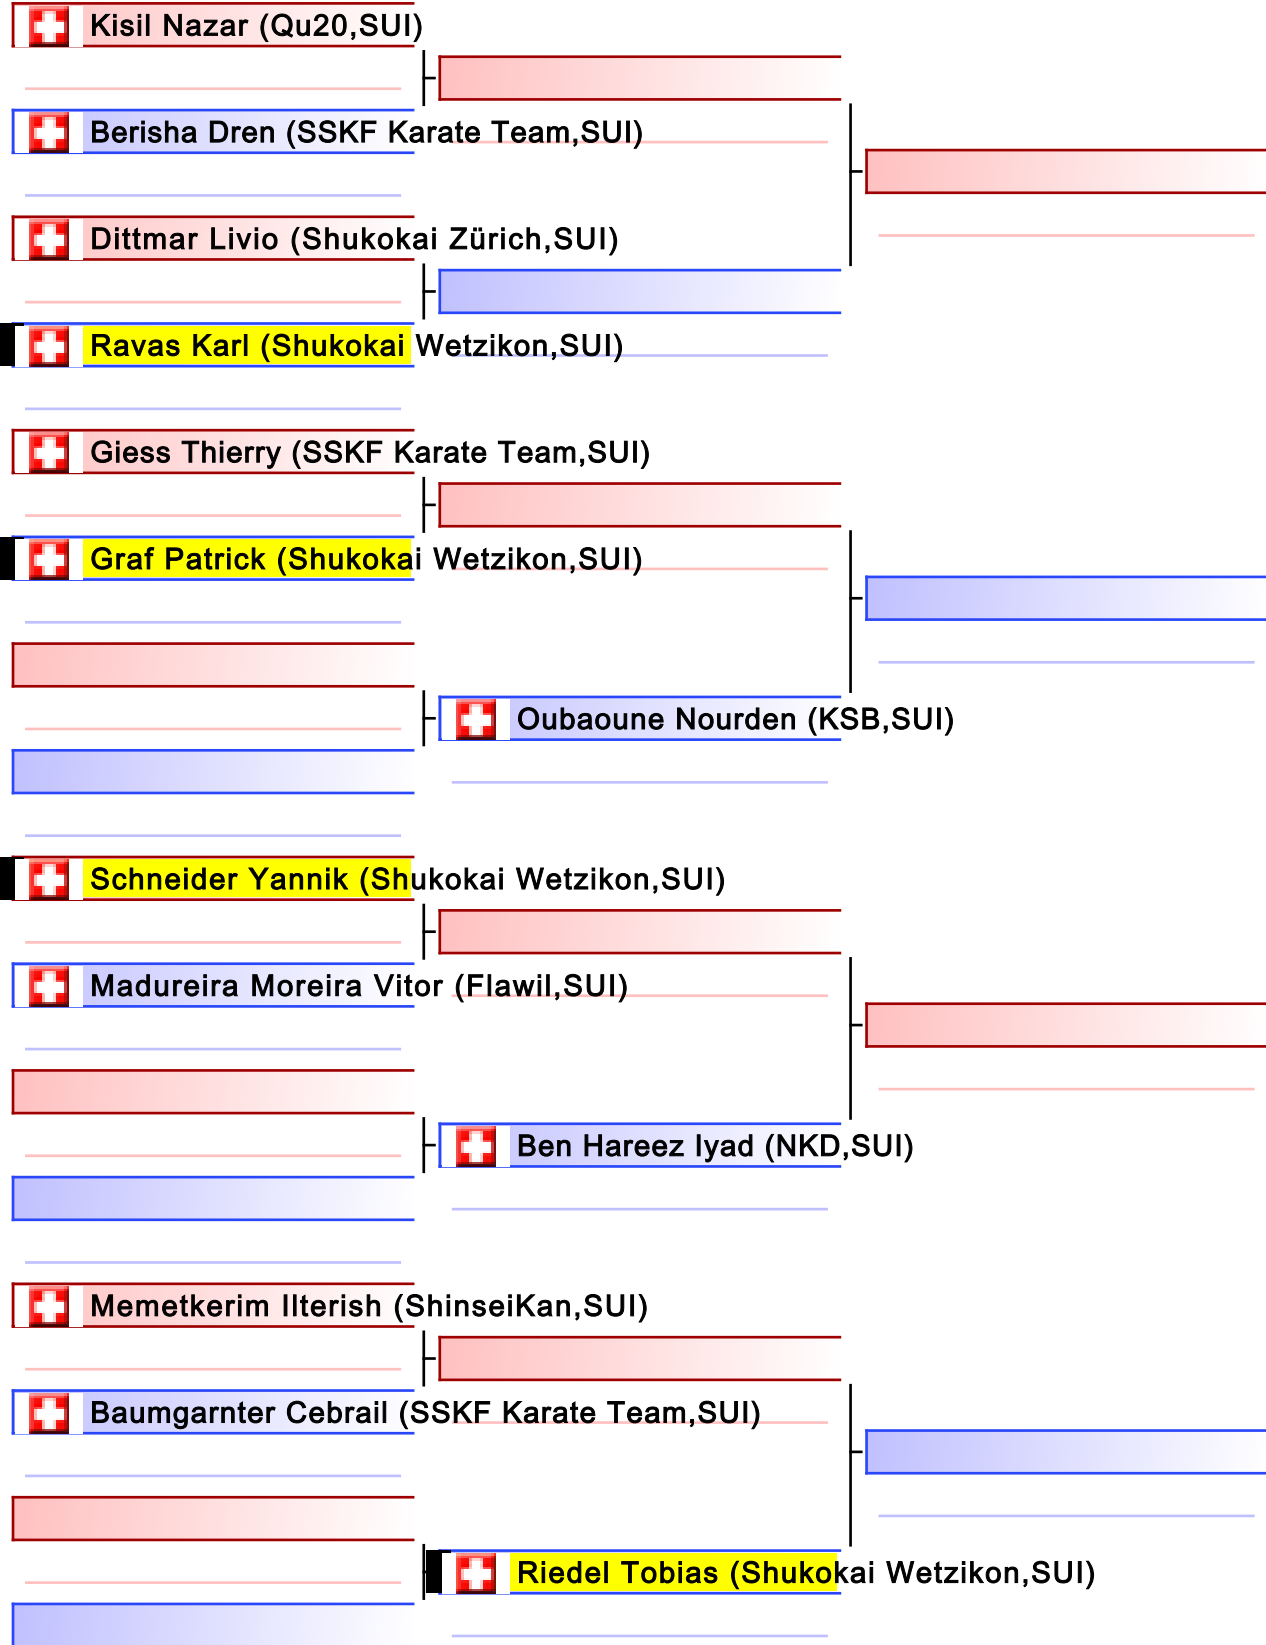 Kisil Nazar (Qu20,SUI)
Berisha Dren (SSKF Karate Team,SUI)
Dittmar Livio (Shukokai Zürich,SUI)
Ravas Karl (Shukokai Wetzikon,SUI)
Giess Thierry (SSKF Karate Team,SUI)
Graf Patrick (Shukokai Wetzikon,SUI)
Oubaoune Nourden (KSB,SUI)
Schneider Yannik (Shukokai Wetzikon,SUI)
Madureira Moreira Vitor (Flawil,SUI)
Ben Hareez Iyad (NKD,SUI)
Memetkerim Ilterish (ShinseiKan,SUI)
Baumgarnter Cebrail (SSKF Karate Team,SUI)
Riedel Tobias (Shukokai Wetzikon,SUI)